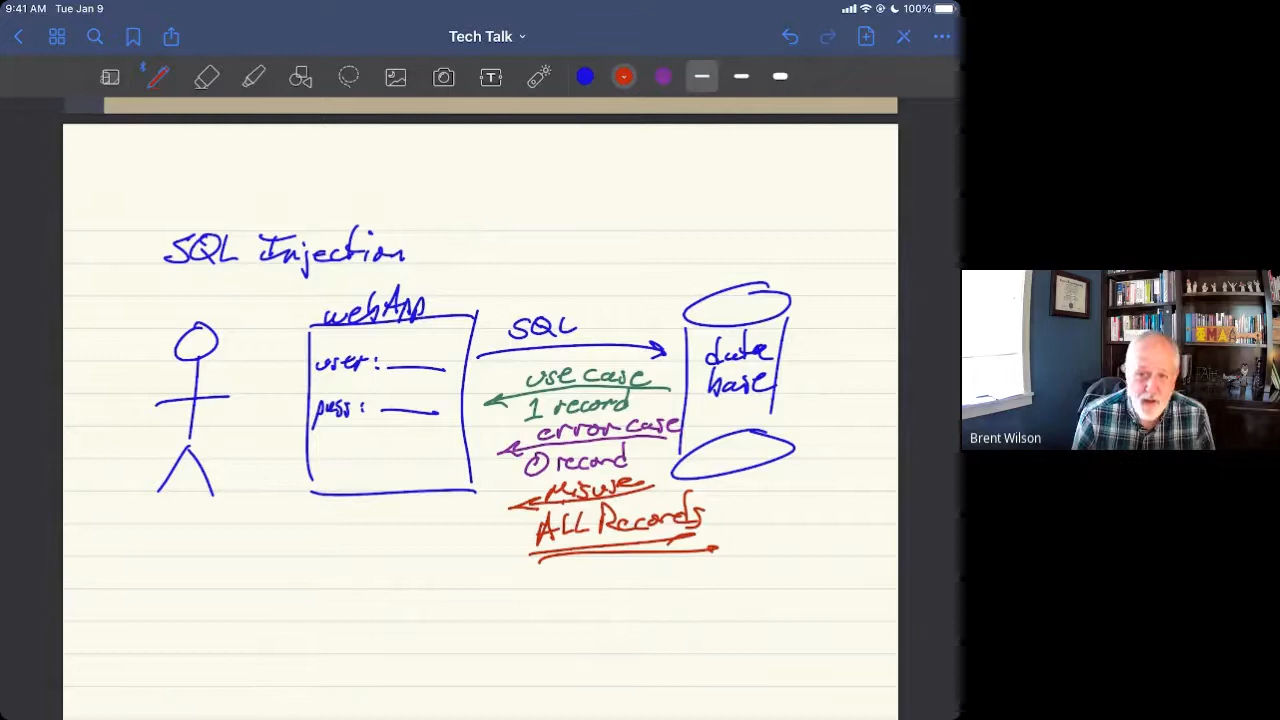 9:41 AM Tue Jan 9
100%
Tech Talk
T
SQL Injection
webApp
user:
pass:
SQL
use case
1 record
error case
0 record
Misuse
ALL Records
data
base
Brent Wilson